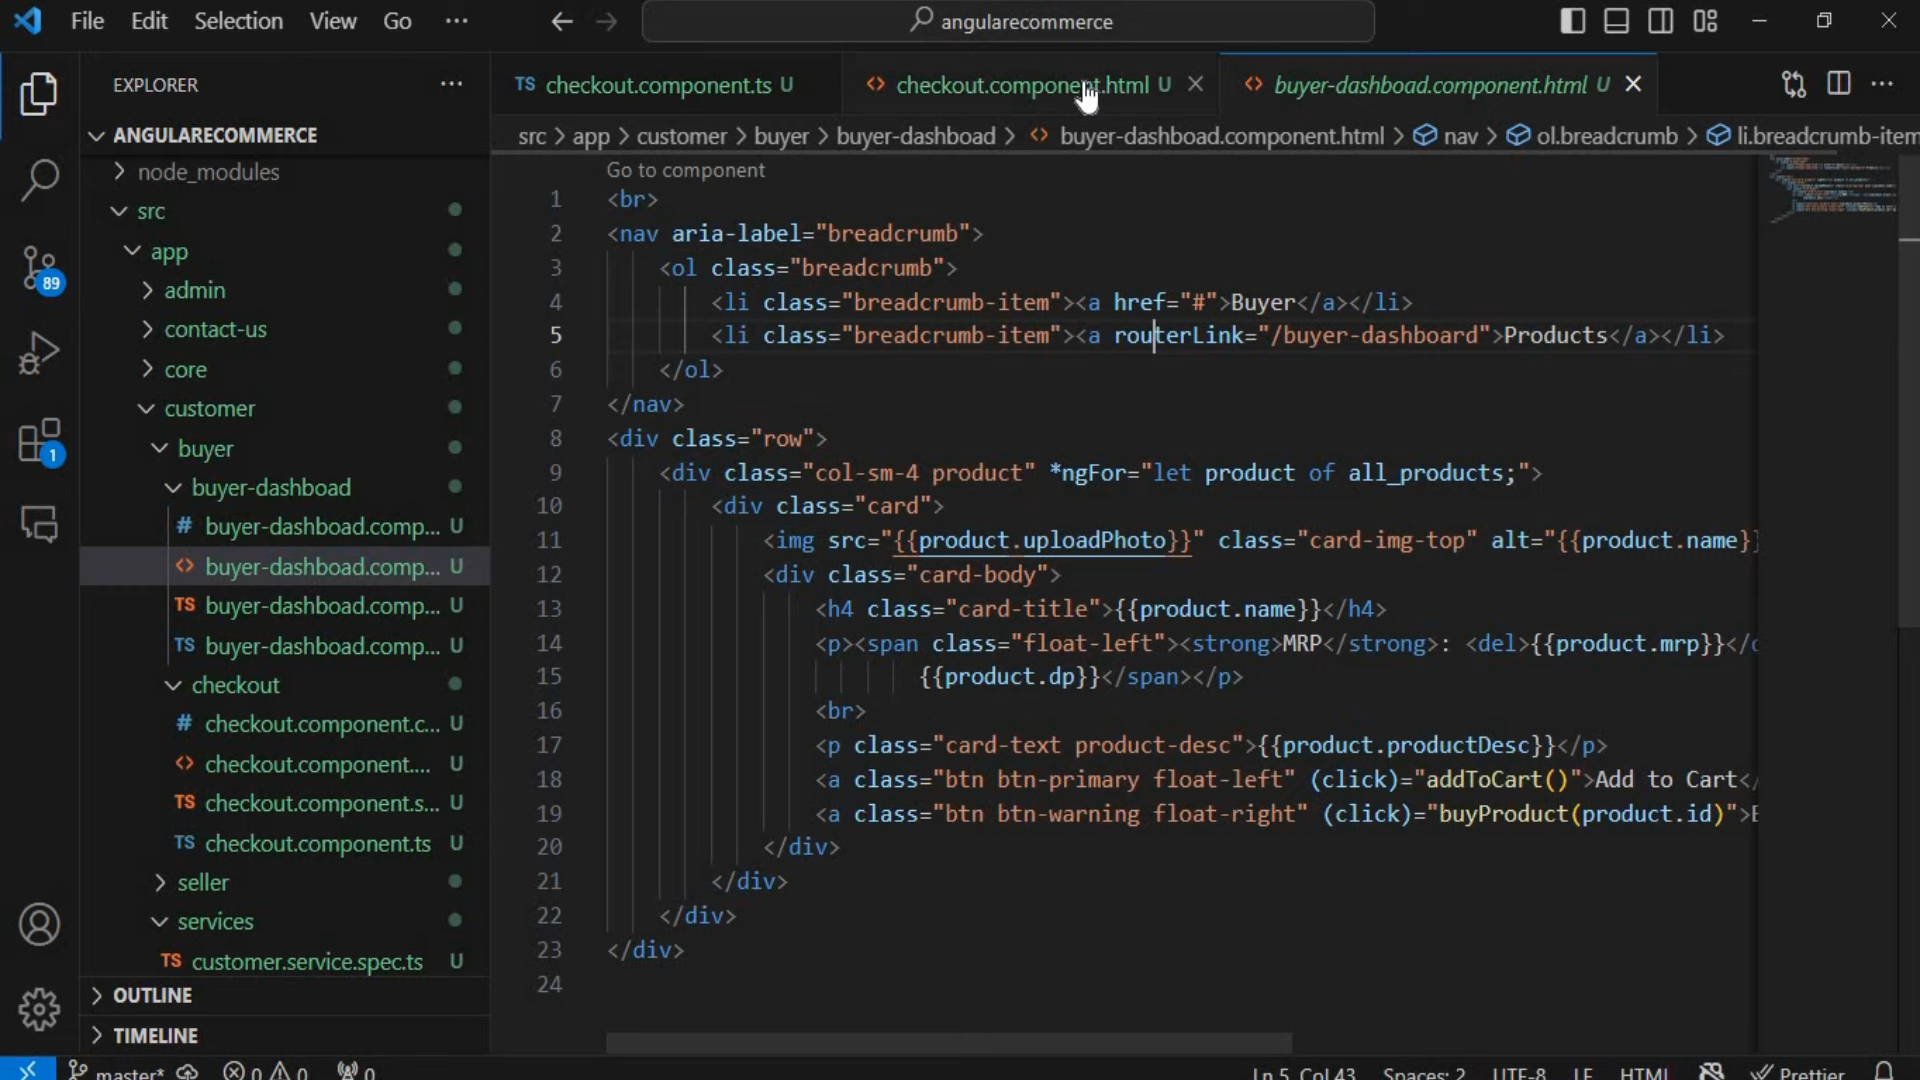 File Edit Selection View Go ··· angularecommerce
EXPLORER ···
ANGULARECOMMERCE
node_modules
src
app
admin
contact-us
core
customer
buyer
buyer-dashboad
# buyer-dashboad.comp... U
<> buyer-dashboad.comp... U
TS buyer-dashboad.comp... U
TS buyer-dashboad.comp... U
checkout
# checkout.component.c... U
<> checkout.component.... U
TS checkout.component.s... U
TS checkout.component.ts U
seller
services
TS customer.service.spec.ts U
OUTLINE
TIMELINE
89
1
TS checkout.component.ts U <> checkout.component.html U <> buyer-dashboad.component.html U
src > app > customer > buyer > buyer-dashboad > <> buyer-dashboad.component.html > nav > ol.breadcrumb > li.breadcrumb-item
Go to component
1 <br>
2 <nav aria-label="breadcrumb">
3 <ol class="breadcrumb">
4 <li class="breadcrumb-item"><a href="#">Buyer</a></li>
5 <li class="breadcrumb-item"><a routerLink="/buyer-dashboard">Products</a></li>
6 </ol>
7 </nav>
8 <div class="row">
9 <div class="col-sm-4 product" *ngFor="let product of all_products;">
10 <div class="card">
11 <img src="{{product.uploadPhoto}}" class="card-img-top" alt="{{product.name}}
12 <div class="card-body">
13 <h4 class="card-title">{{product.name}}</h4>
14 <p><span class="float-left"><strong>MRP</strong>: <del>{{product.mrp}}</
15 {{product.dp}}</span></p>
16 <br>
17 <p class="card-text product-desc">{{product.productDesc}}</p>
18 <a class="btn btn-primary float-left" (click)="addToCart()">Add to Cart</
19 <a class="btn btn-warning float-right" (click)="buyProduct(product.id)">
20 </div>
21 </div>
22 </div>
23 </div>
24
master* 0 0 0 Ln 5, Col 43 Spaces: 2 UTF-8 LF HTML Prettier